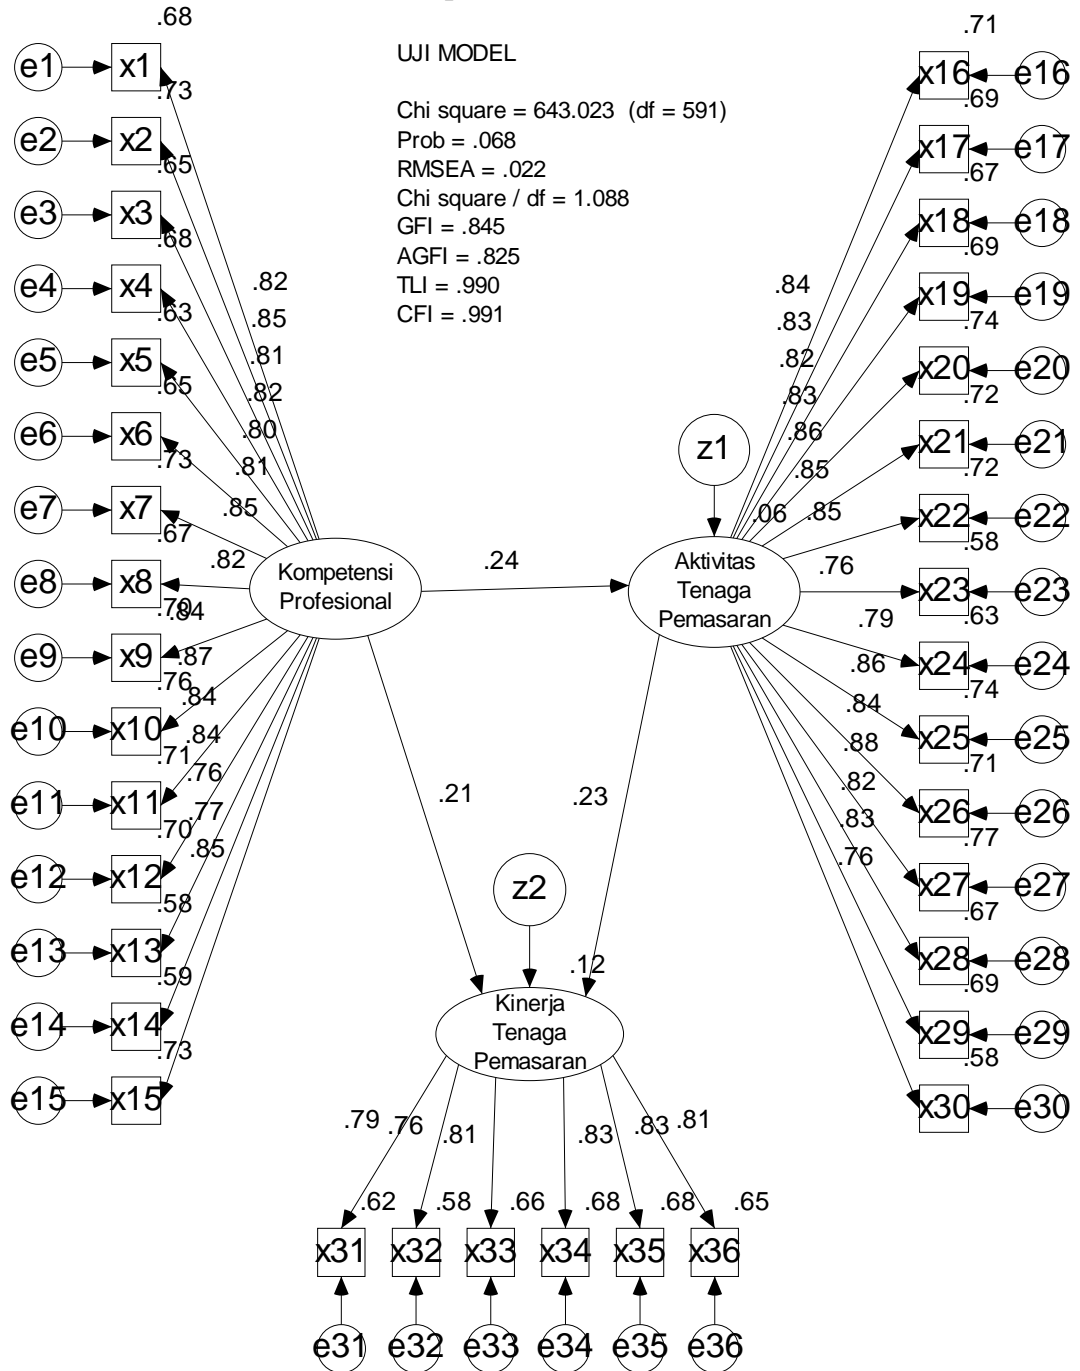 .68
.71
UJI MODEL
Chi square = 643.023 (df = 591)
Prob = .068
RMSEA = .022
Chi square / df = 1.088
GFI = .845
AGFI = .825
TLI = .990
CFI = .991
e1 x1
.73
e2 x2
.65
e3 x3
.68
e4 x4
.63
e5 x5
.65
e6 x6
.73
e7 x7
.67
e8 x8
.70
e9 x9
.76
e10 x10
.71
e11 x11
.70
e12 x12
.58
e13 x13
.59
e14 x14
.73
e15 x15
.82
.85
.81
.82
.80
.81
.85
.82
.84
.87
.84
.84
.76
.77
.85
Kompetensi
Profesional
.24
.21
.23
z1
.06
Aktivitas
Tenaga
Pemasaran
.84
.83
.82
.83
.86
.85
.85
.76
.79
.86
.84
.88
.82
.83
.76
x16 e16
.69
x17 e17
.67
x18 e18
.69
x19 e19
.74
x20 e20
.72
x21 e21
.72
x22 e22
.58
x23 e23
.63
x24 e24
.74
x25 e25
.71
x26 e26
.77
x27 e27
.67
x28 e28
.69
x29 e29
.58
x30 e30
z2
.12
Kinerja
Tenaga
Pemasaran
.79 .76 .81 .83 .83 .81
.62 .58 .66 .68 .68 .65
x31 x32 x33 x34 x35 x36
e31 e32 e33 e34 e35 e36